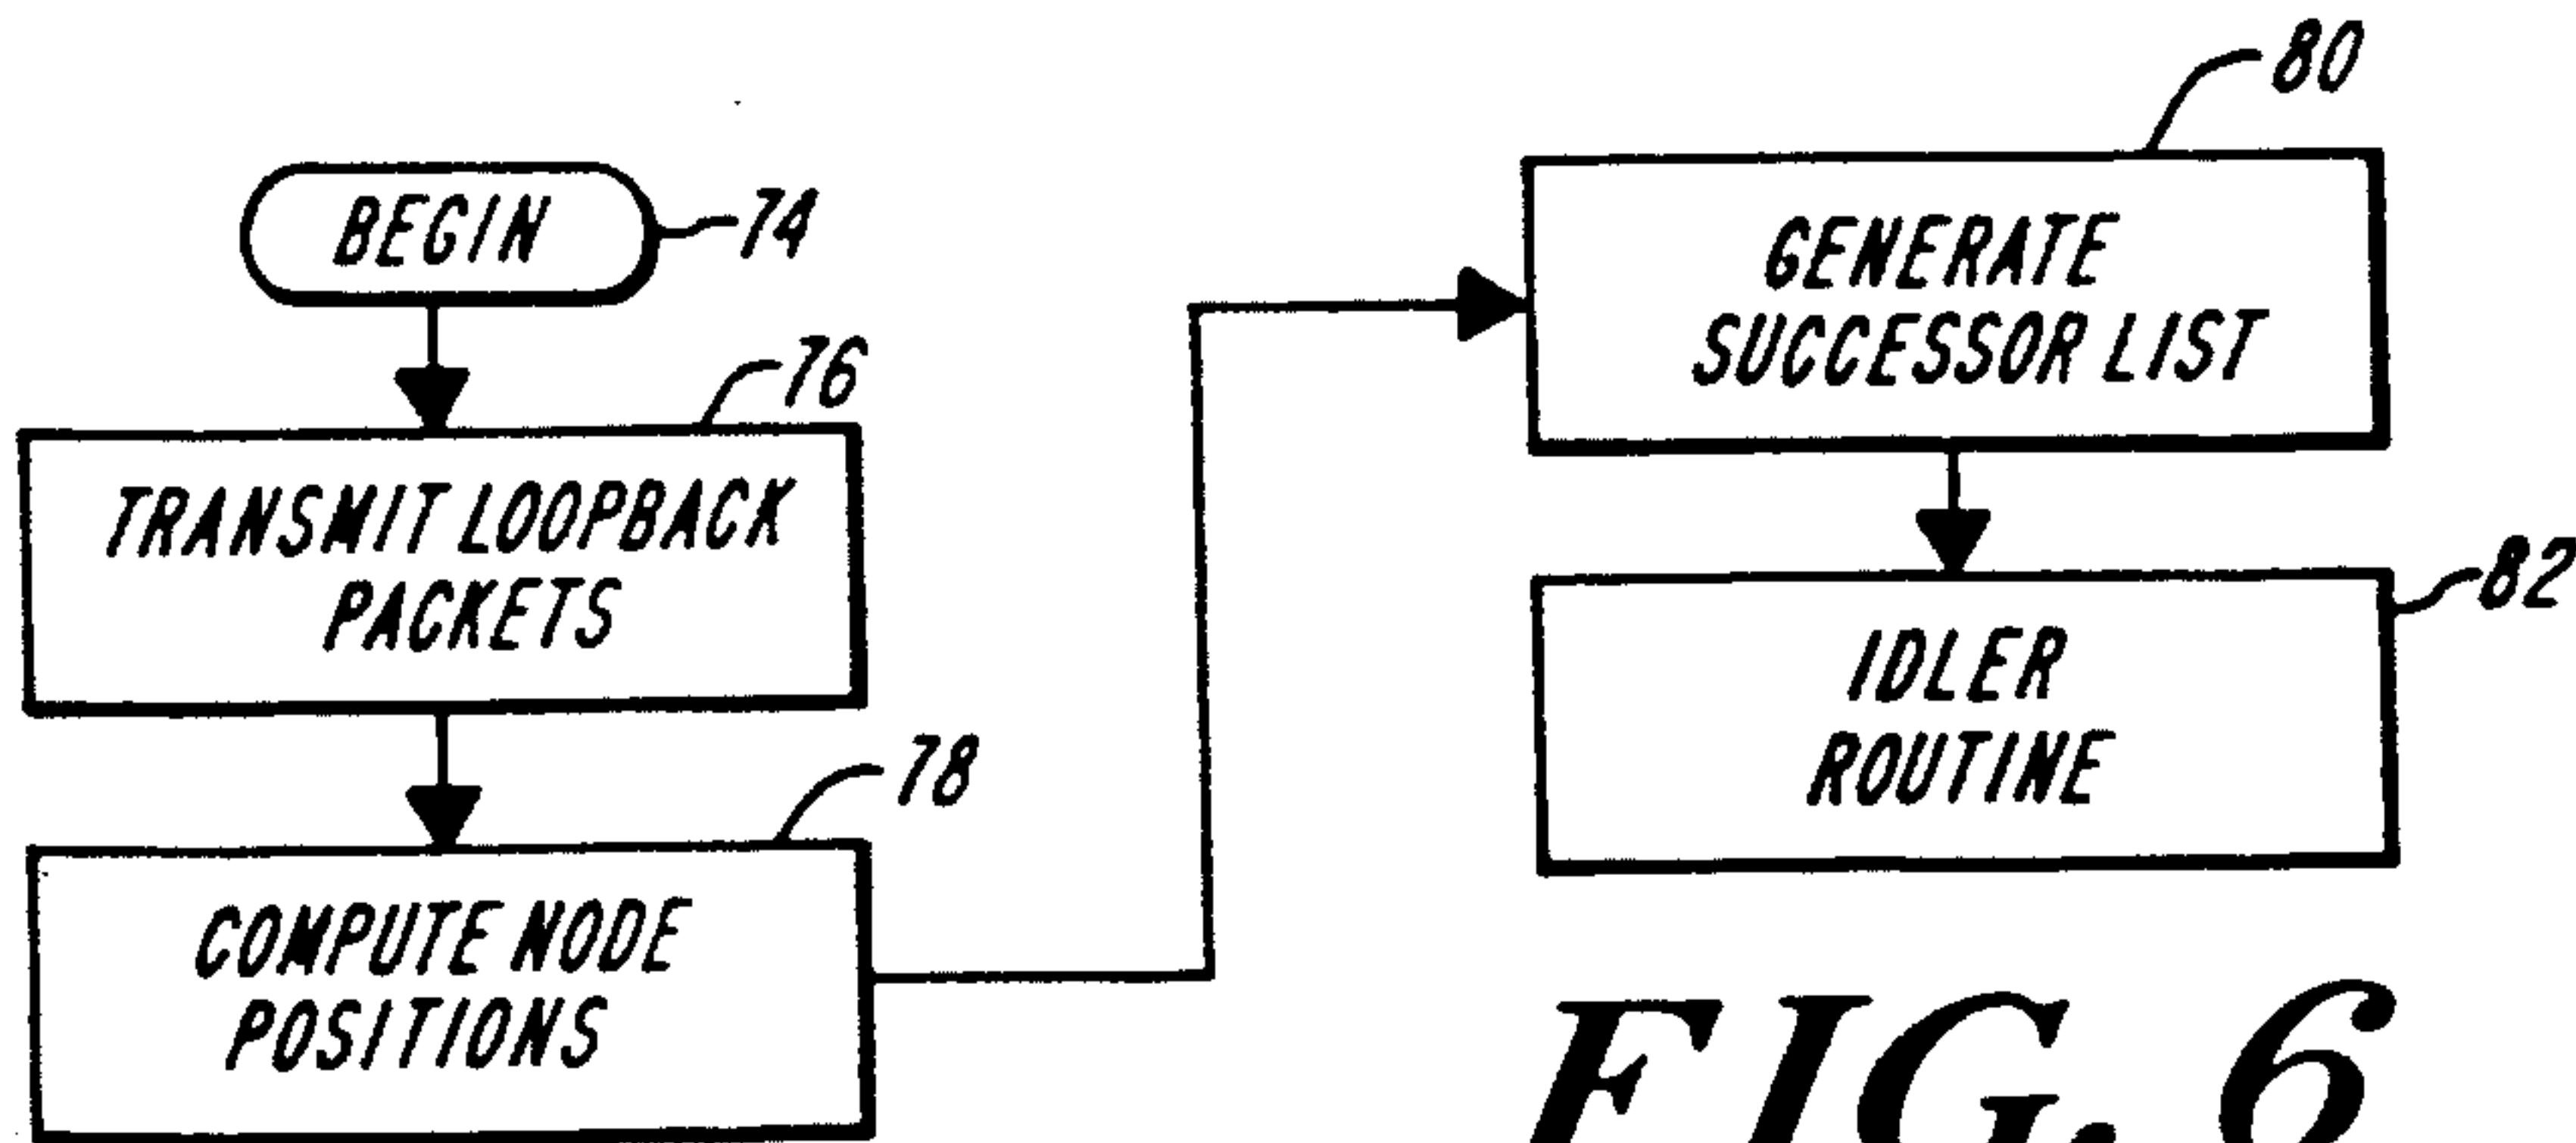 BEGIN
74
76
TRANSMIT LOOPBACK
PACKETS
78
COMPUTE NODE
POSITIONS
80
GENERATE
SUCCESSOR LIST
82
IDLER
ROUTINE
FIG. 6